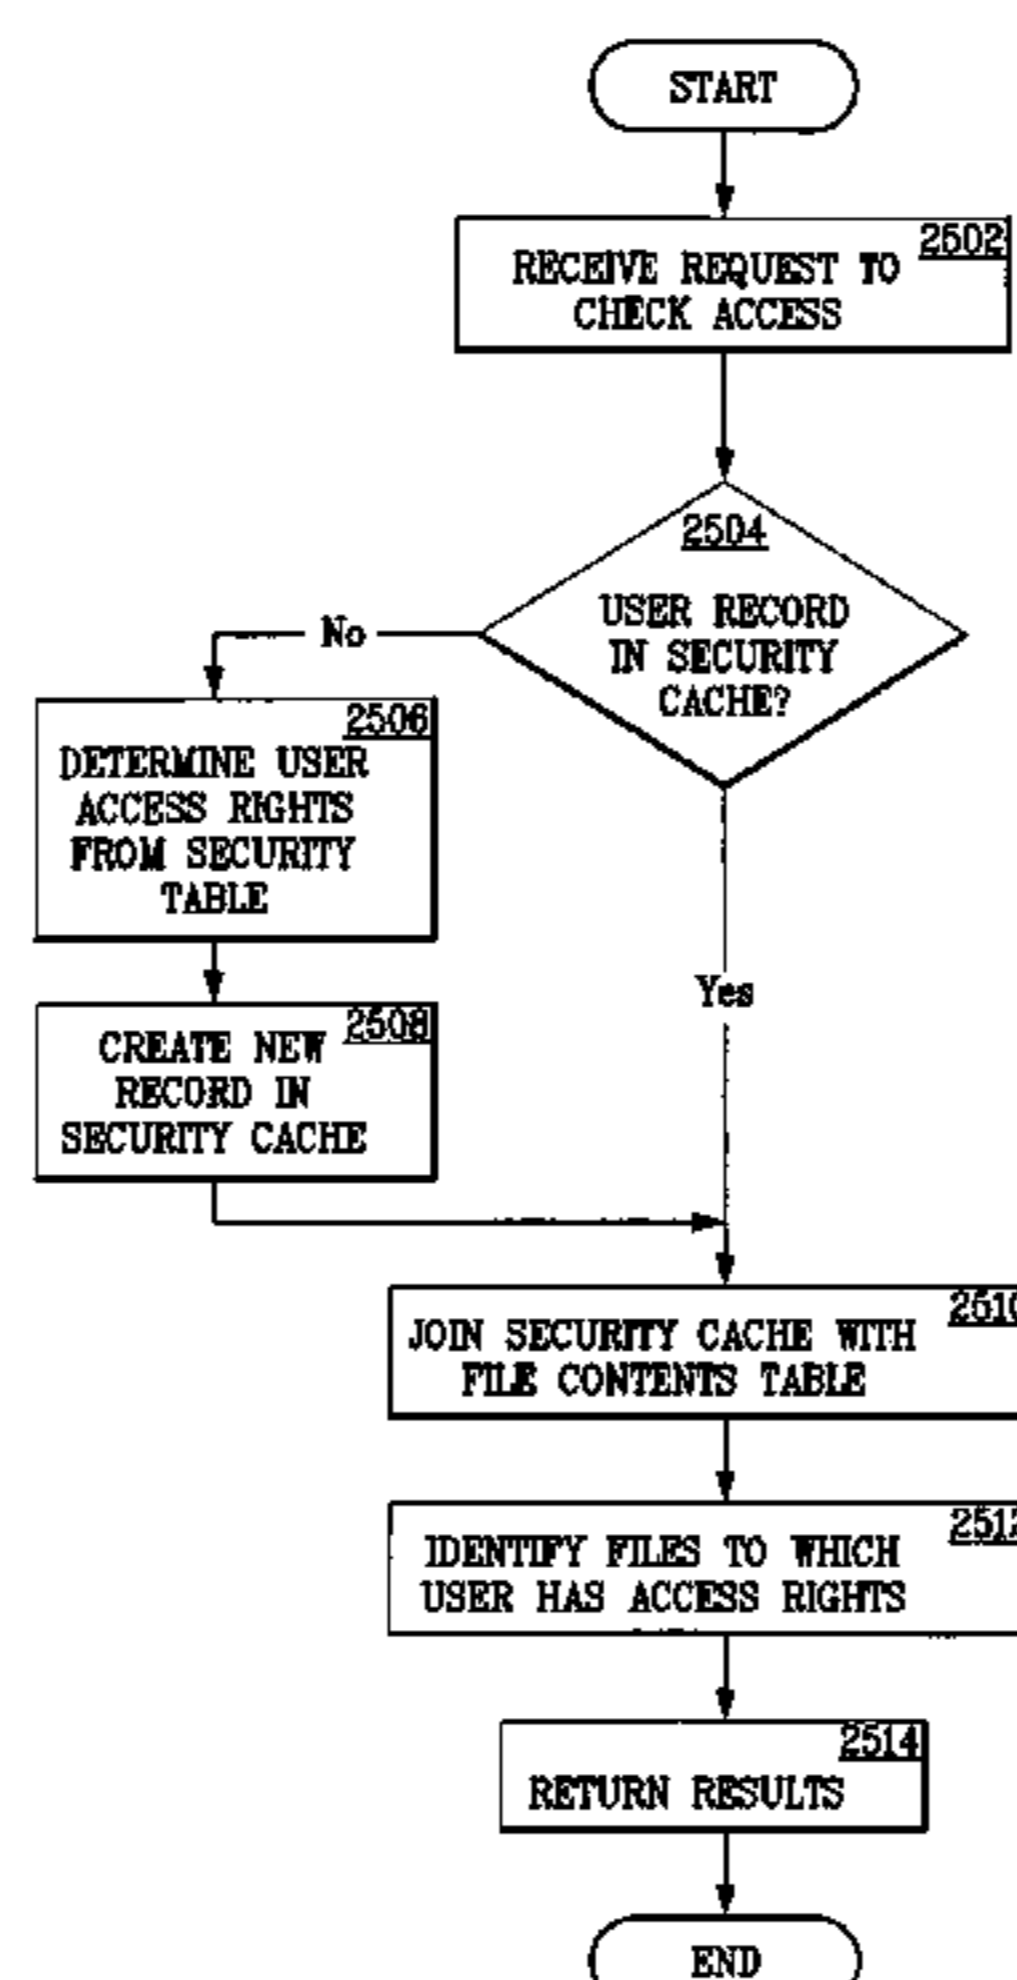 START
2502
RECEIVE REQUEST TO
CHECK ACCESS
2504
USER RECORD
IN SECURITY
CACHE?
No
2506
DETERMINE USER
ACCESS RIGHTS
FROM SECURITY
TABLE
Yes
2508
CREATE NEW
RECORD IN
SECURITY CACHE
2510
JOIN SECURITY CACHE WITH
FILE CONTENTS TABLE
2512
IDENTIFY FILES TO WHICH
USER HAS ACCESS RIGHTS
2514
RETURN RESULTS
END